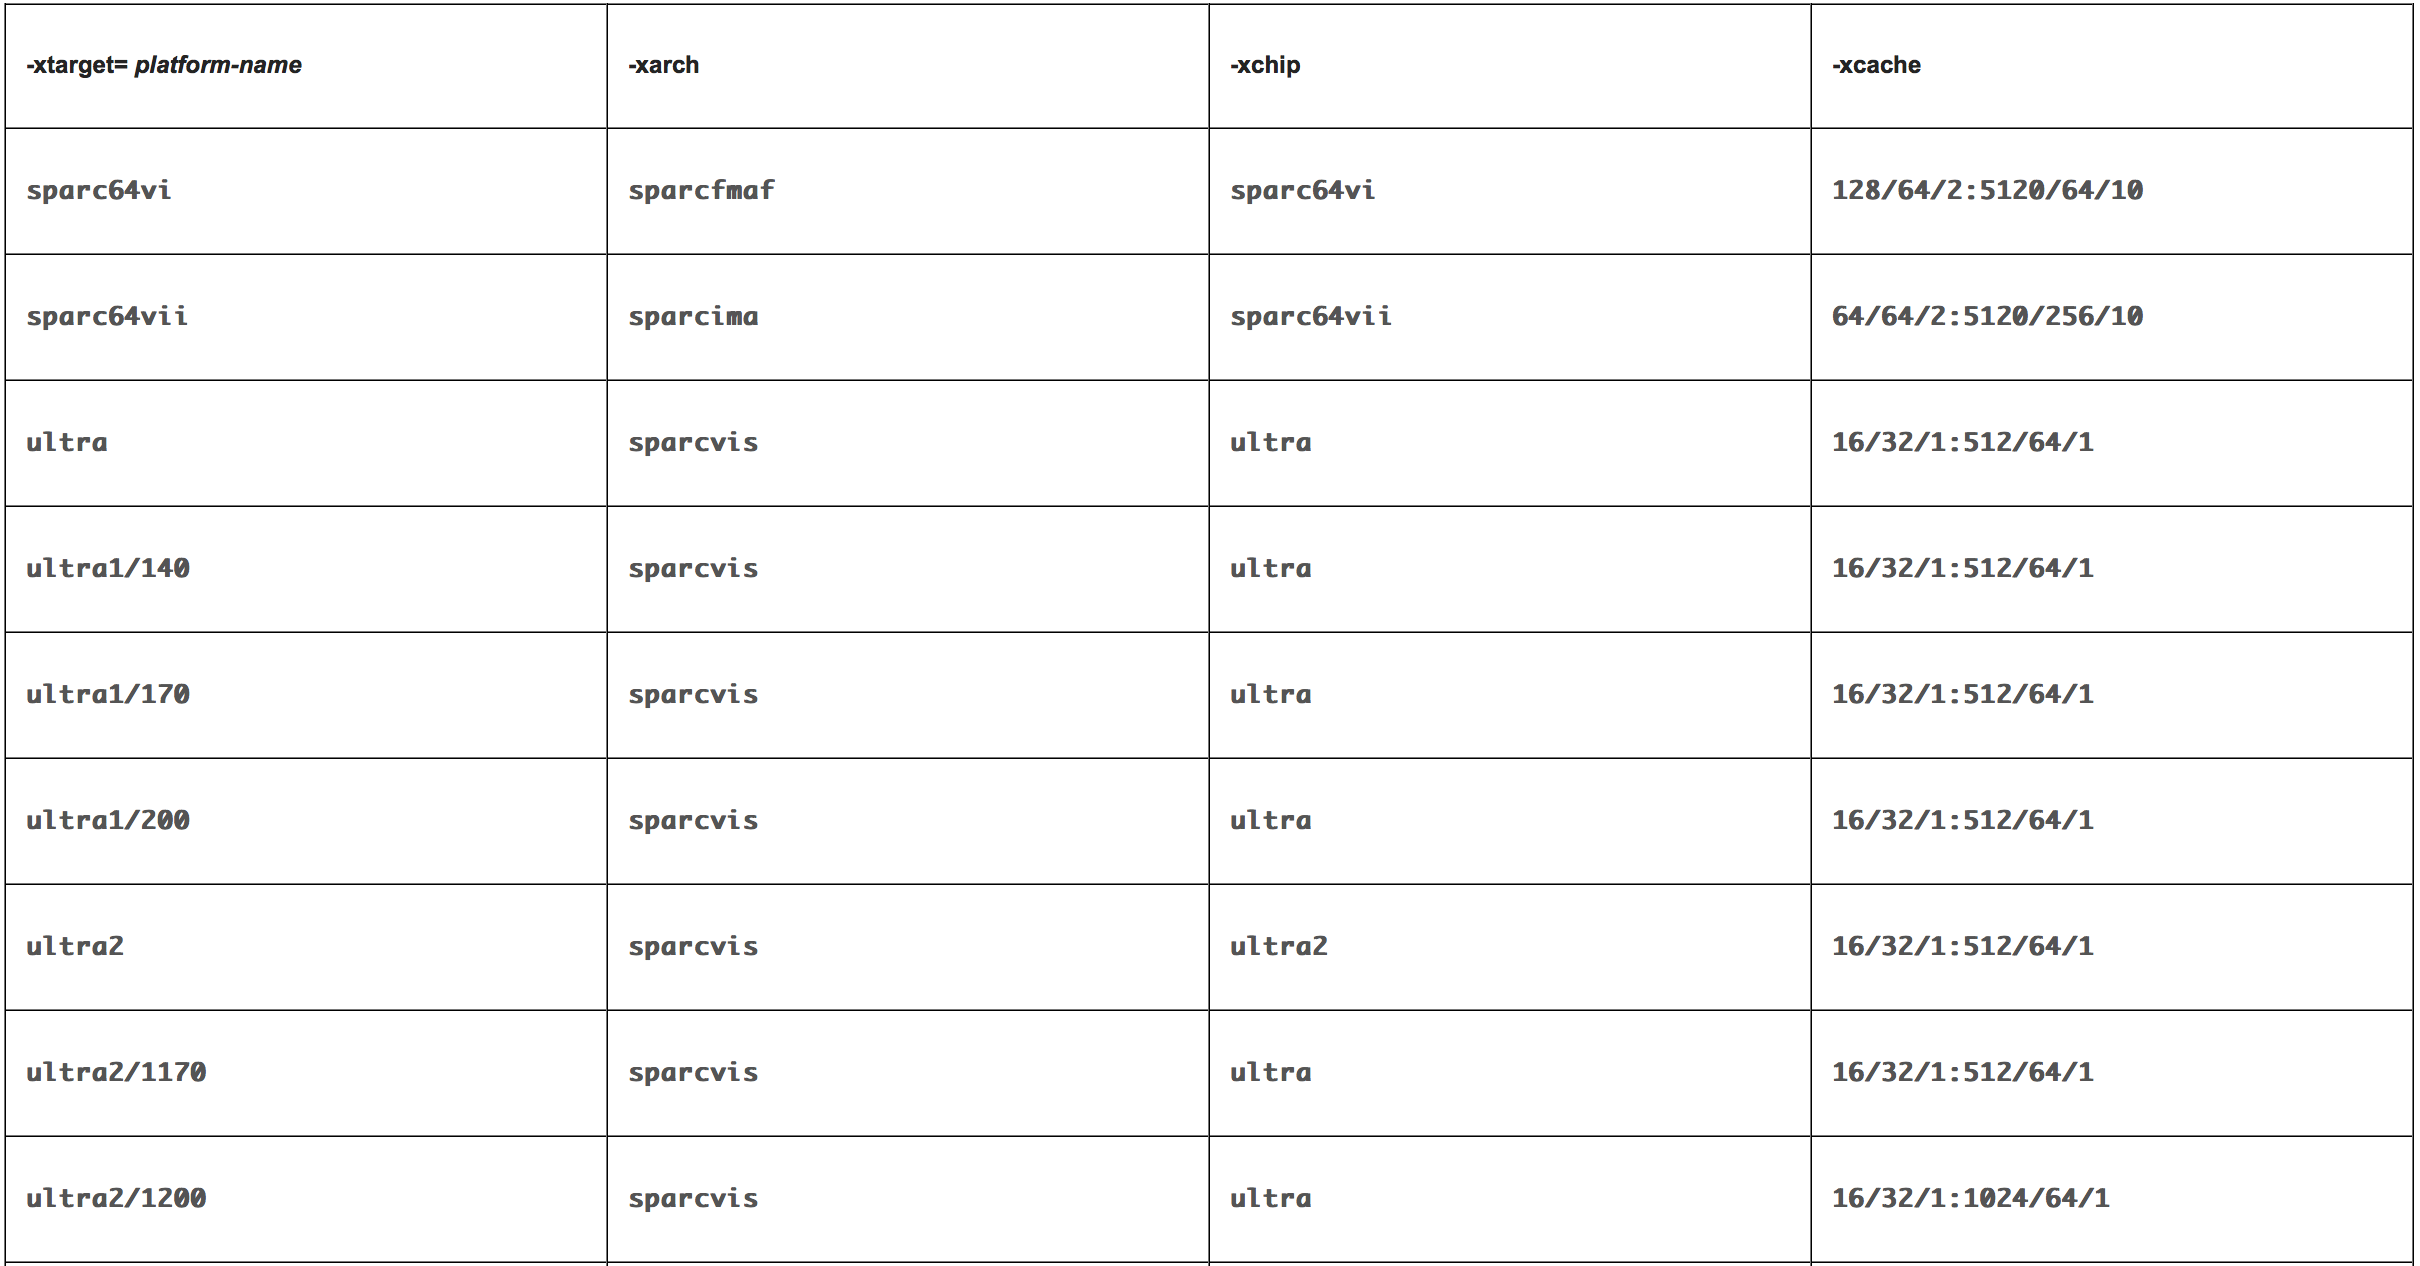 -xtarget= platform-name -xarch -xchip -xcache
sparc64vi sparcfmaf sparc64vi 128/64/2:5120/64/10
sparc64vii sparcima sparc64vii 64/64/2:5120/256/10
ultra sparcvis ultra 16/32/1:512/64/1
ultra1/140 sparcvis ultra 16/32/1:512/64/1
ultra1/170 sparcvis ultra 16/32/1:512/64/1
ultra1/200 sparcvis ultra 16/32/1:512/64/1
ultra2 sparcvis ultra2 16/32/1:512/64/1
ultra2/1170 sparcvis ultra 16/32/1:512/64/1
ultra2/1200 sparcvis ultra 16/32/1:1024/64/1